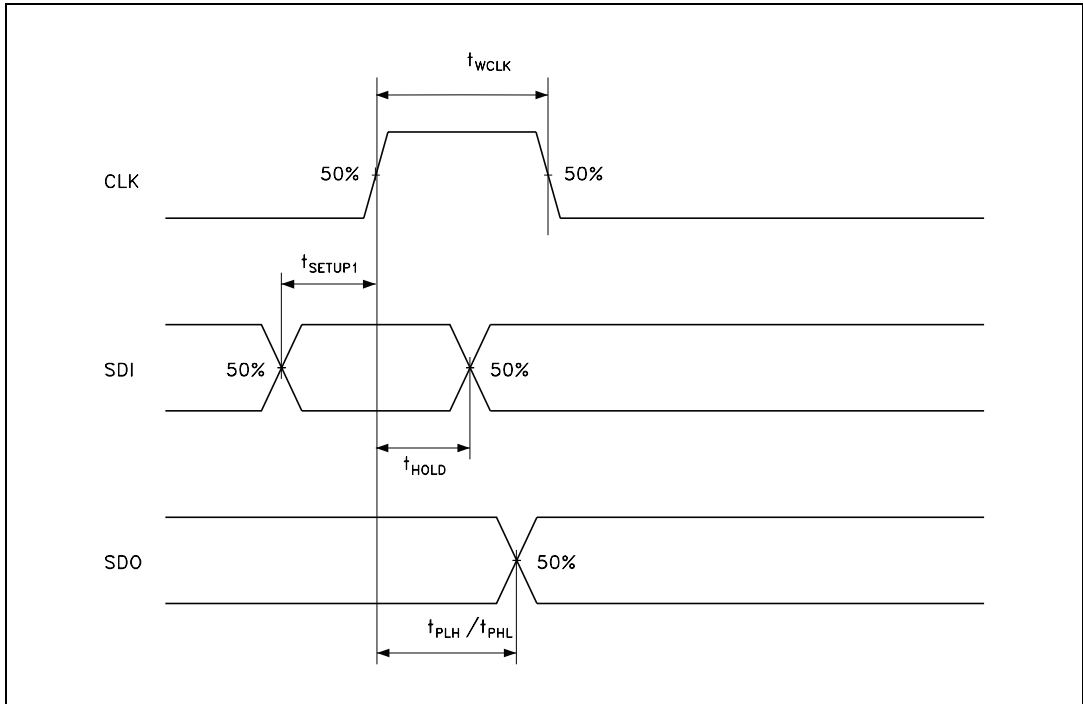 tWCLK
CLK
50%
50%
tSETUP1
SDI
50%
50%
tHOLD
SDO
50%
tPLH /tPHL